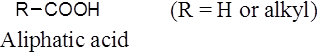 R–COOH (R = H or alkyl)
Aliphatic acid